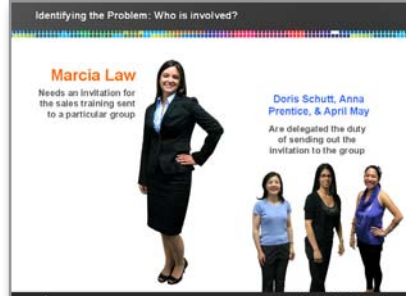 Identifying the Problem: Who is involved?
Marcia Law
Needs an invitation for
the sales training sent
to a particular group
Doris Schutt, Anna
Prentice, & April May
Are delegated the duty
of sending out the
invitation to the group